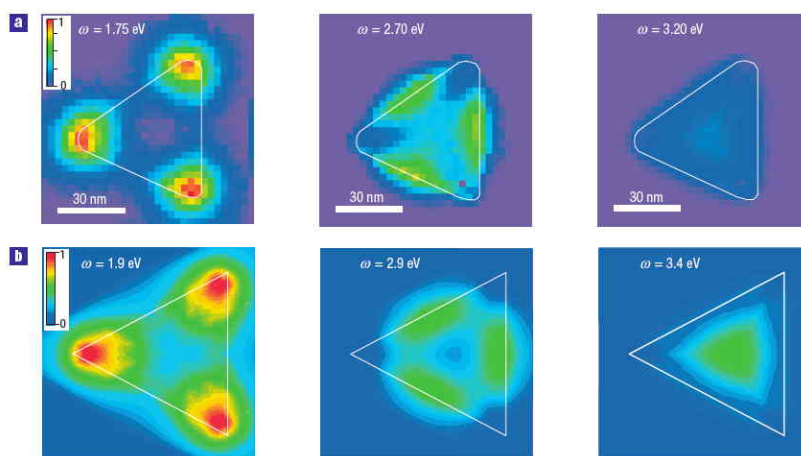 a
1
0
ω = 1.75 eV
2.70 eV
ω = 3.20 eV
30 nm
30 nm
30 nm
b
1
0
ω = 1.9 eV
ω = 2.9 eV
ω = 3.4 eV